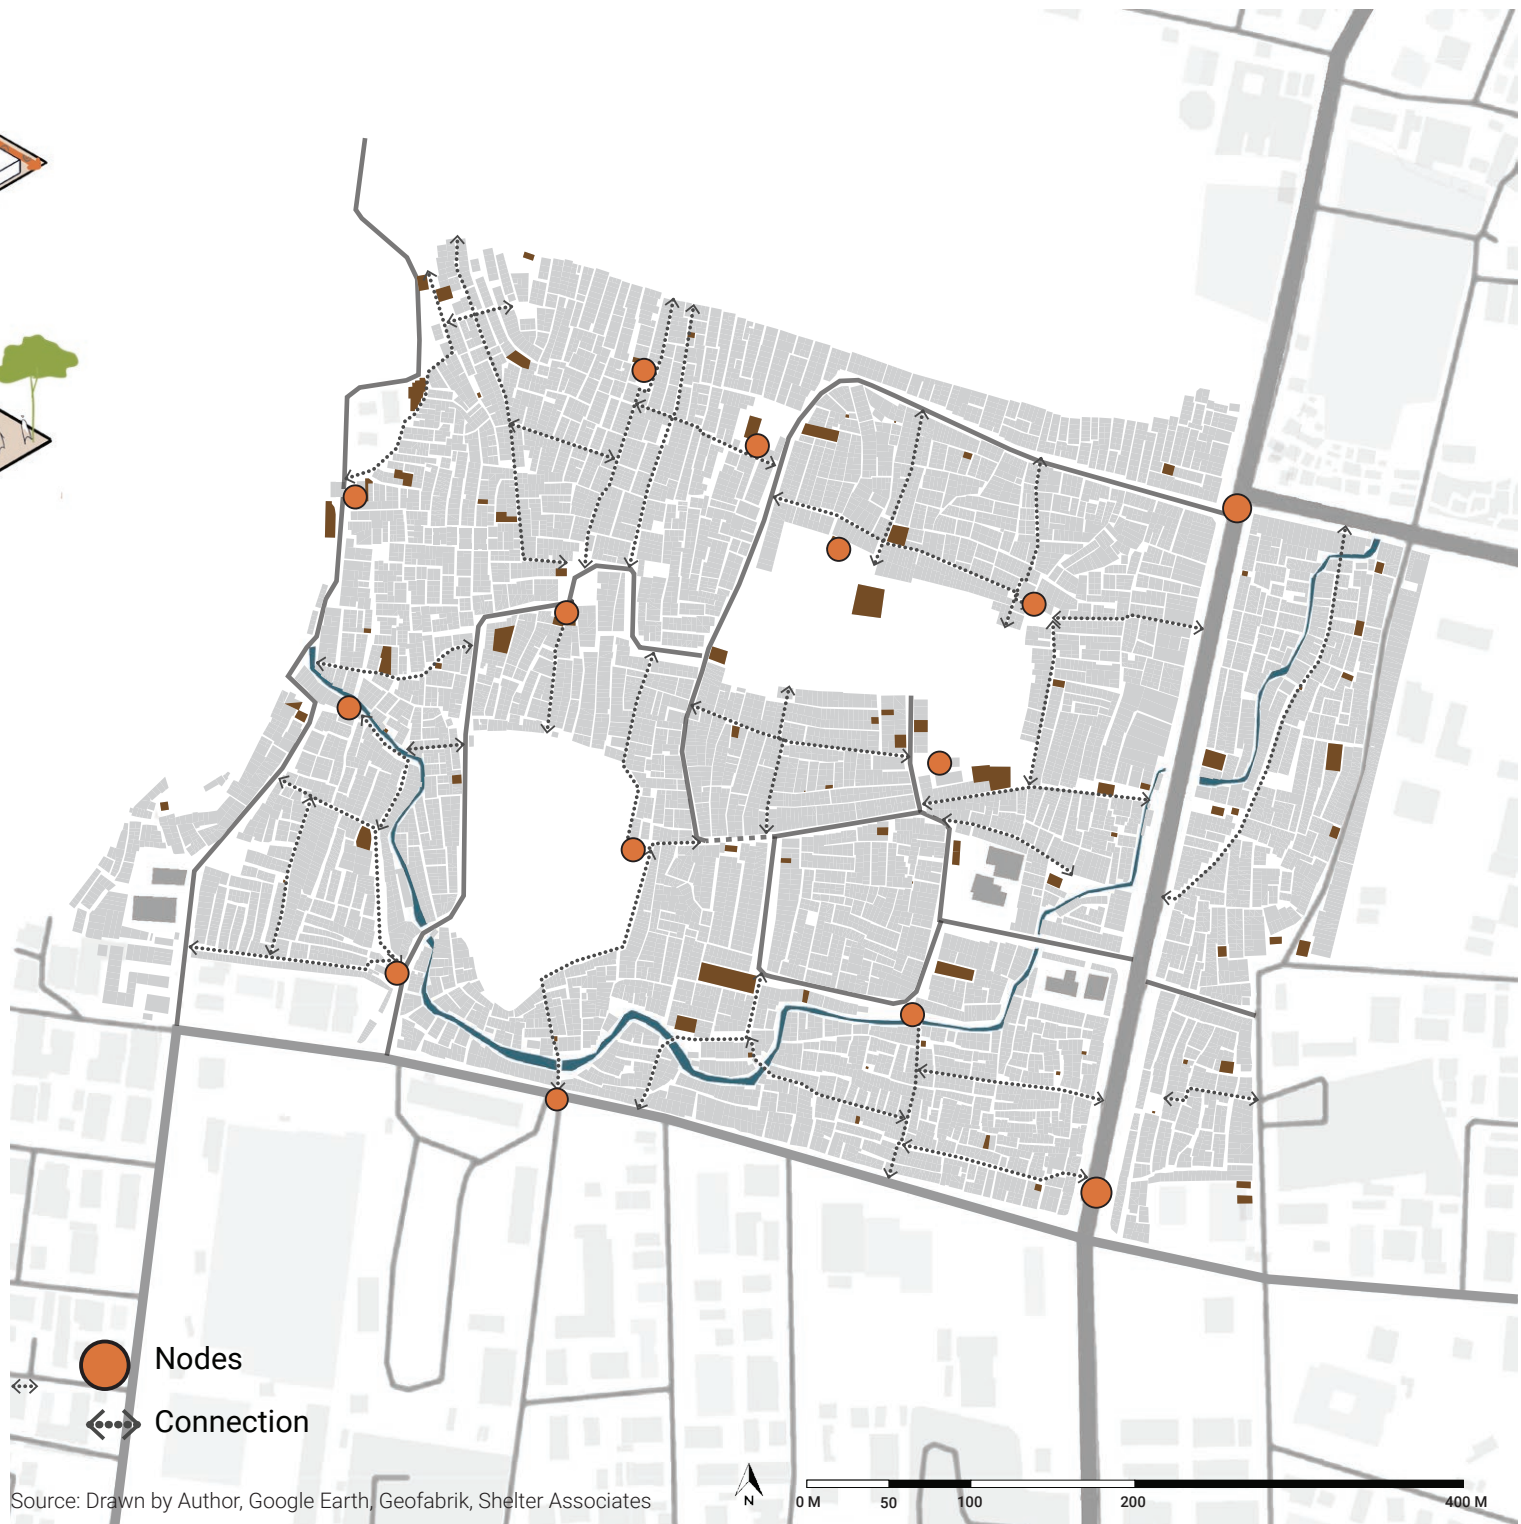 Nodes
Connection
Source: Drawn by Author, Google Earth, Geofabrik, Shelter Associates
N
0 M 50 100 200 400 M